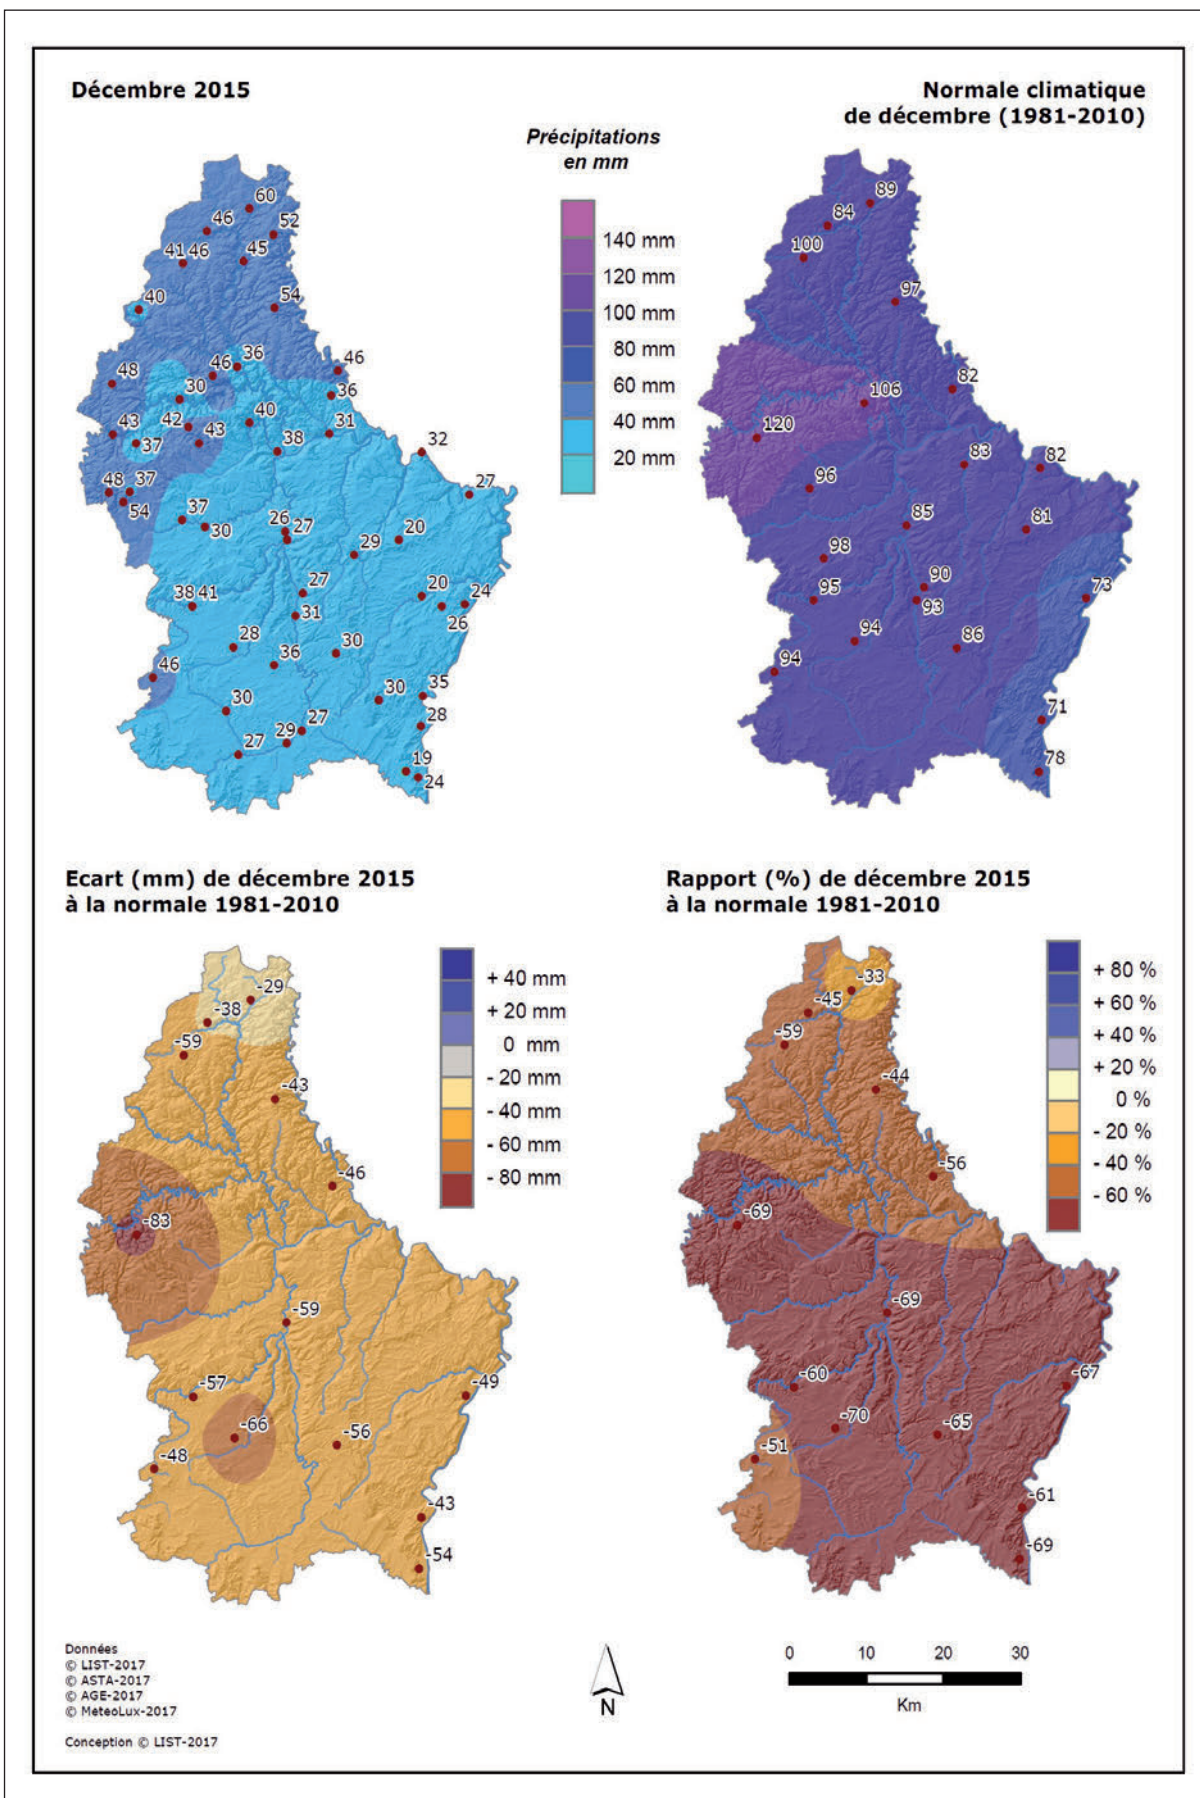 Décembre 2015
Normale climatique
de décembre (1981-2010)
Précipitations
en mm
140 mm
120 mm
100 mm
80 mm
60 mm
40 mm
20 mm
60
46
52
41 46
45
40
54
46
36
46
48
30
36
42
40
31
43
43
37
38
32
48
37
27
54
37
30
26
27
20
29
38 41
27
20
24
31
26
28
36
30
46
30
35
30
28
27
29
27
19
24
89
84
100
97
82
106
120
83
82
96
85
81
98
90
73
95
93
94
86
94
71
78
Ecart (mm) de décembre 2015
à la normale 1981-2010
+ 40 mm
+ 20 mm
0 mm
- 20 mm
- 40 mm
- 60 mm
- 80 mm
-29
-38
-59
-43
-46
-83
-59
-57
-49
-66
-56
-48
-43
-54
Rapport (%) de décembre 2015
à la normale 1981-2010
+ 80 %
+ 60 %
+ 40 %
+ 20 %
0 %
- 20 %
- 40 %
- 60 %
-33
-45
-59
-44
-56
-69
-69
-60
-67
-70
-65
-51
-61
-69
Données
© LIST-2017
© ASTA-2017
© AGE-2017
© MeteoLux-2017
Conception © LIST-2017
N
0 10 20 30
Km